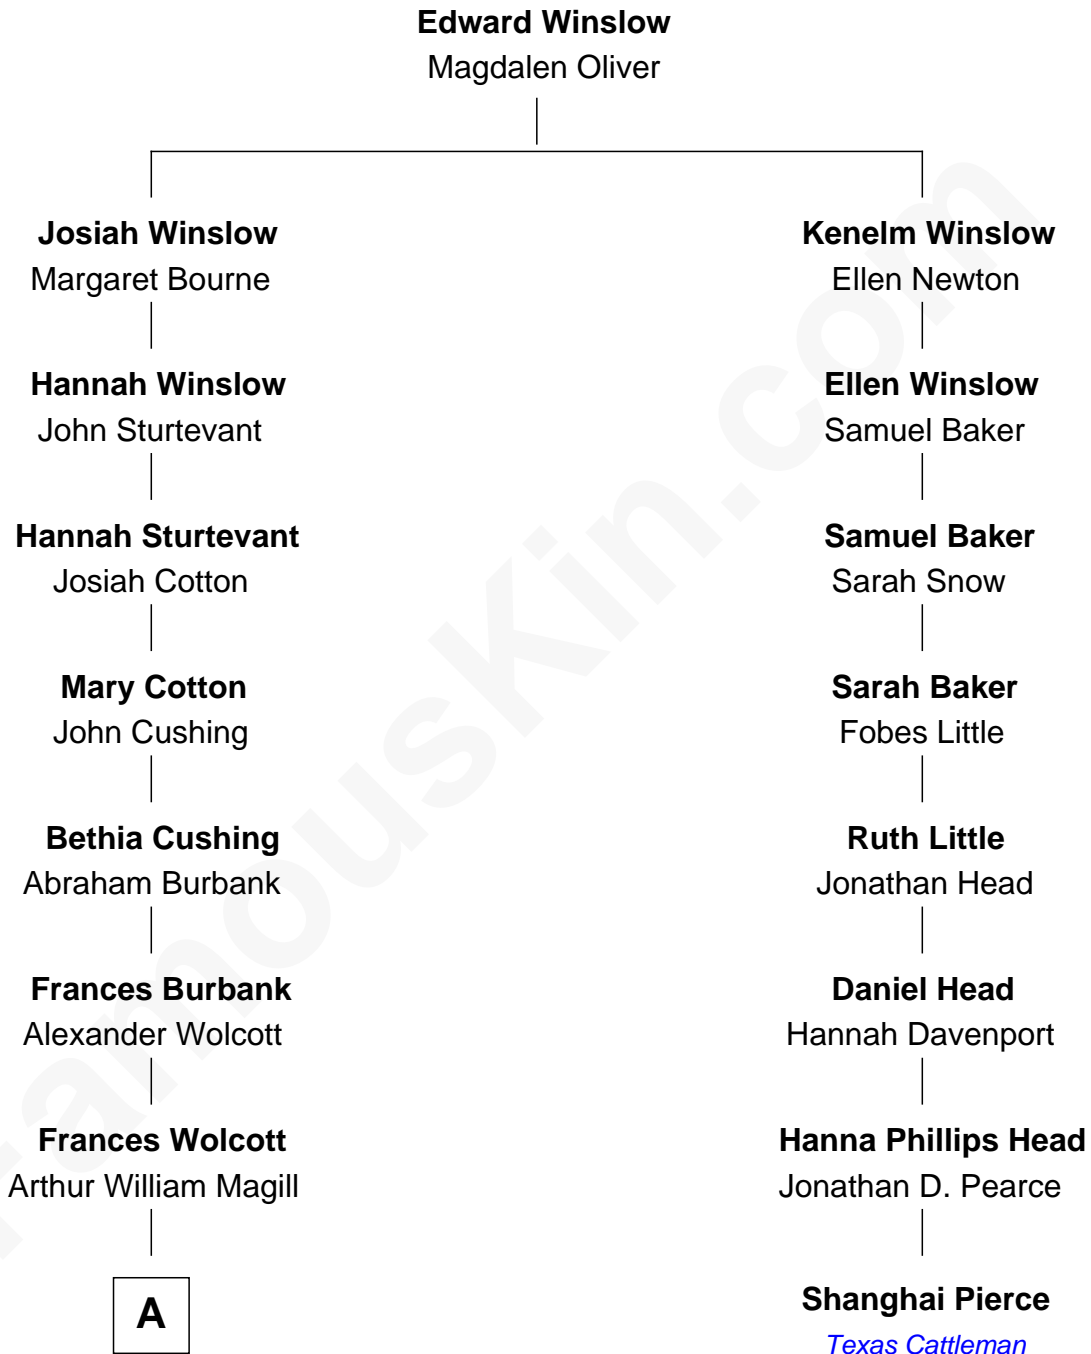 Edward Winslow
Magdalen Oliver
Josiah Winslow
Margaret Bourne
Kenelm Winslow
Ellen Newton
Hannah Winslow
John Sturtevant
Ellen Winslow
Samuel Baker
Hannah Sturtevant
Josiah Cotton
Samuel Baker
Sarah Snow
Mary Cotton
John Cushing
Sarah Baker
Fobes Little
Bethia Cushing
Abraham Burbank
Ruth Little
Jonathan Head
Frances Burbank
Alexander Wolcott
Daniel Head
Hannah Davenport
Frances Wolcott
Arthur William Magill
Hanna Phillips Head
Jonathan D. Pearce
A
Shanghai Pierce
Texas Cattleman
FamousKin.com